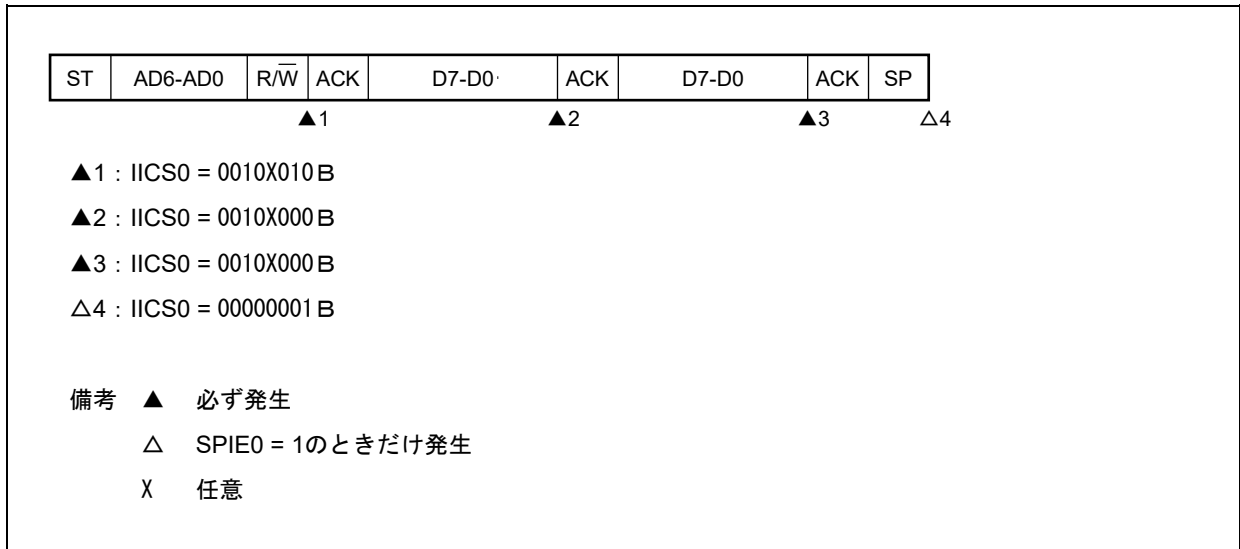 ST AD6-AD0 R/W̅ ACK D7-D0 ACK D7-D0 ACK SP
▲1 ▲2 ▲3 △4
▲1：IICS0 = 0010X010B
▲2：IICS0 = 0010X000B
▲3：IICS0 = 0010X000B
△4：IICS0 = 00000001B
備考 ▲ 必ず発生
△ SPIE0 = 1のときだけ発生
X 任意